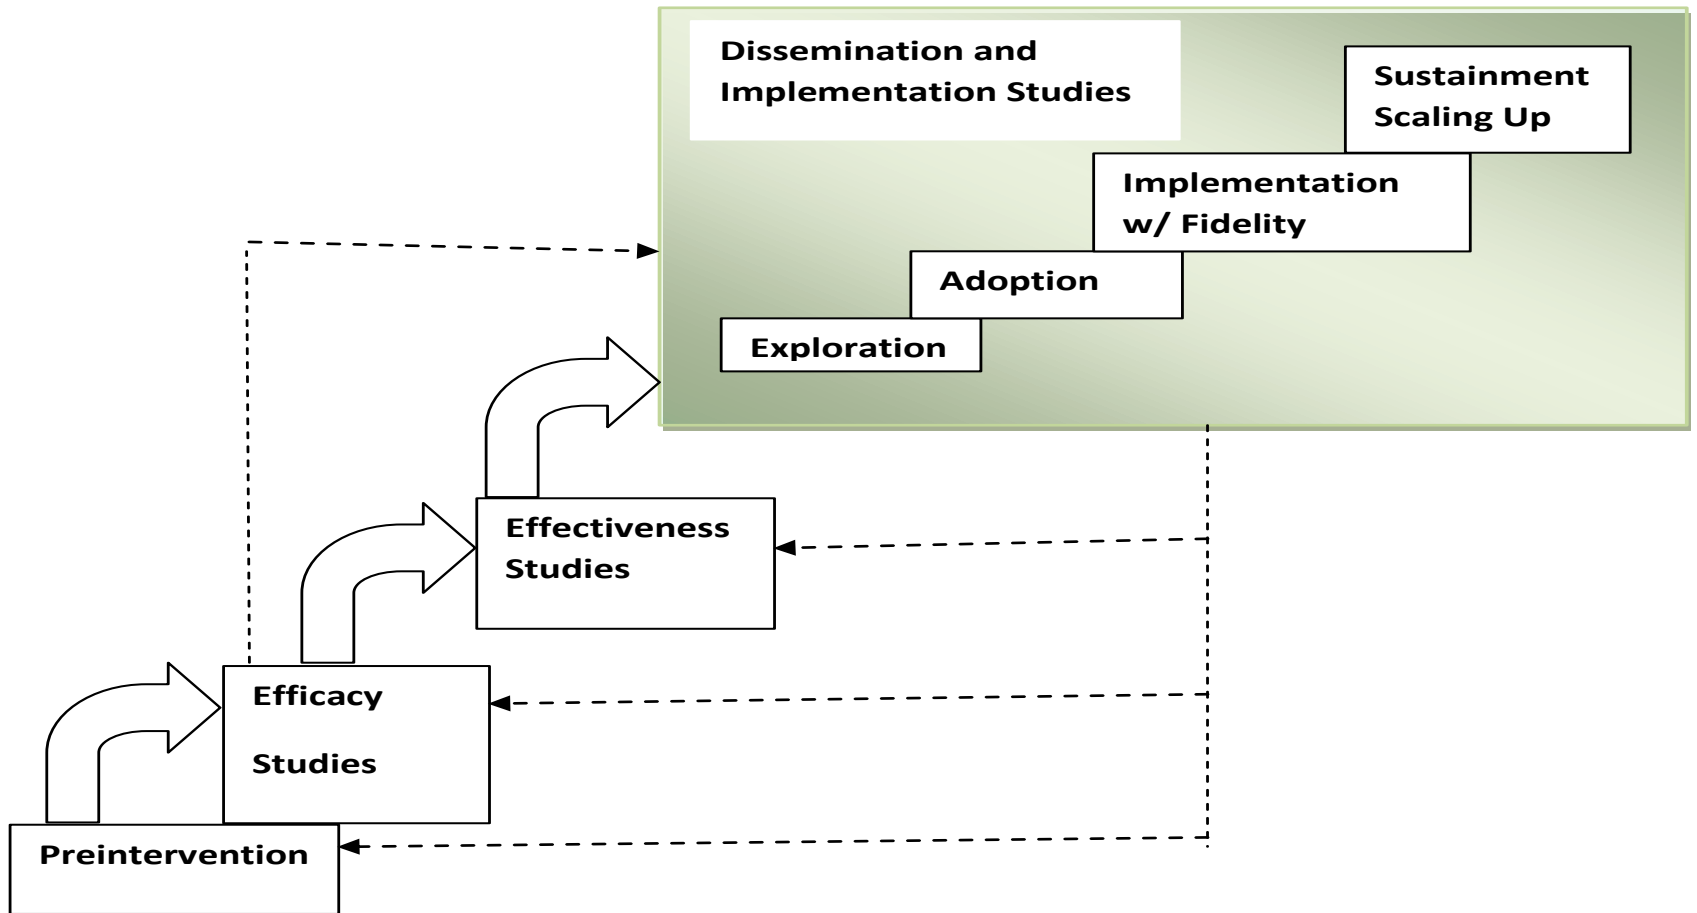 Dissemination and
Implementation Studies
Sustainment
Scaling Up
Implementation
w/ Fidelity
Adoption
Exploration
Effectiveness
Studies
Efficacy
Studies
Preintervention